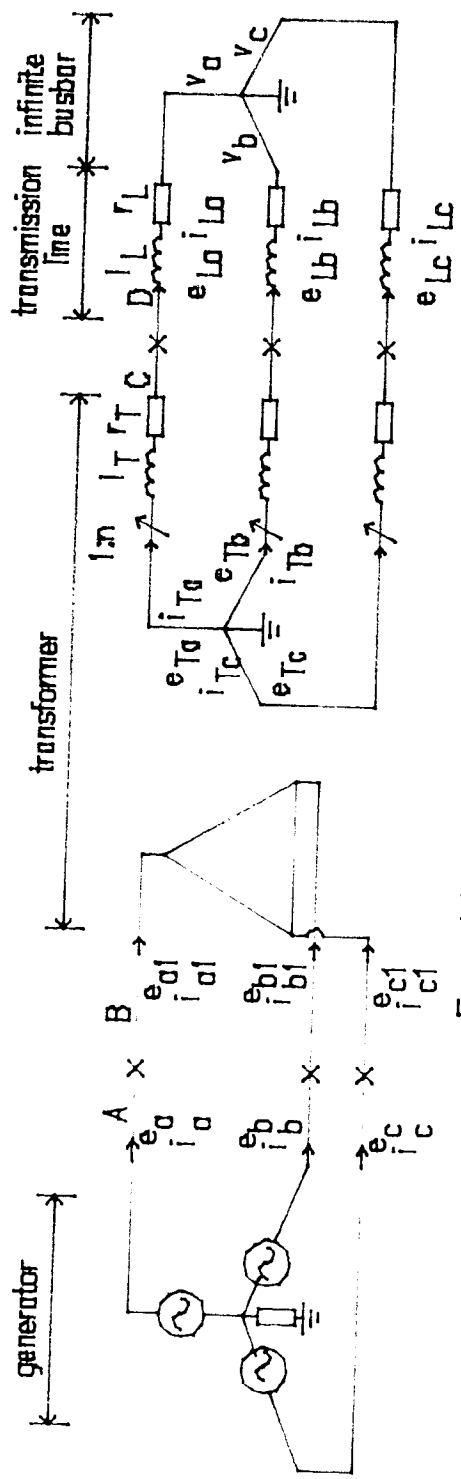 generator
transformer
transmission
line
infinite
busbar
A
B
1:n
l_T
r_T
C
D
l_L
r_L
e_a
i_a
e_a1
i_a1
e_Ta
i_Ta
e_La
i_La
v_a
e_b
i_b
e_b1
i_b1
e_Tb
i_Tb
e_Lb
i_Lb
v_b
v_c
i_Tc
e_Tc
e_c
i_c
e_c1
i_c1
e_Lc
i_Lc